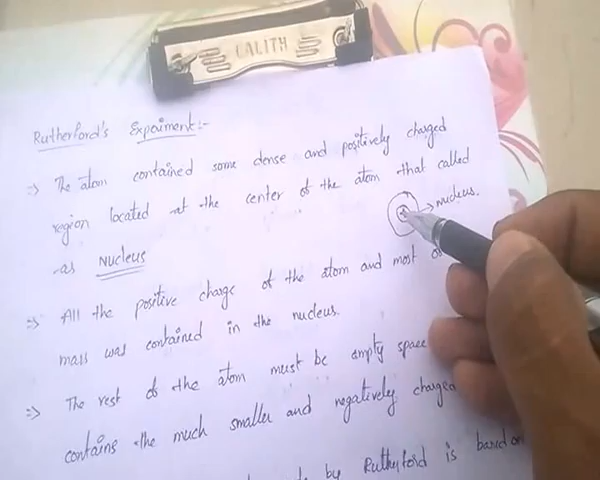 LALITH
Rutherford's Expeiment:-
=> The atom contained some dense and positively charged
region located at the center of the atom that called
as Nucleus
→ nucleus.
=> All the positive charge of the atom and most
mass was contained in the nucleus.
=> The rest of the atom must be empty space
contains the much smaller and negatively charged
by Rutherford is based on